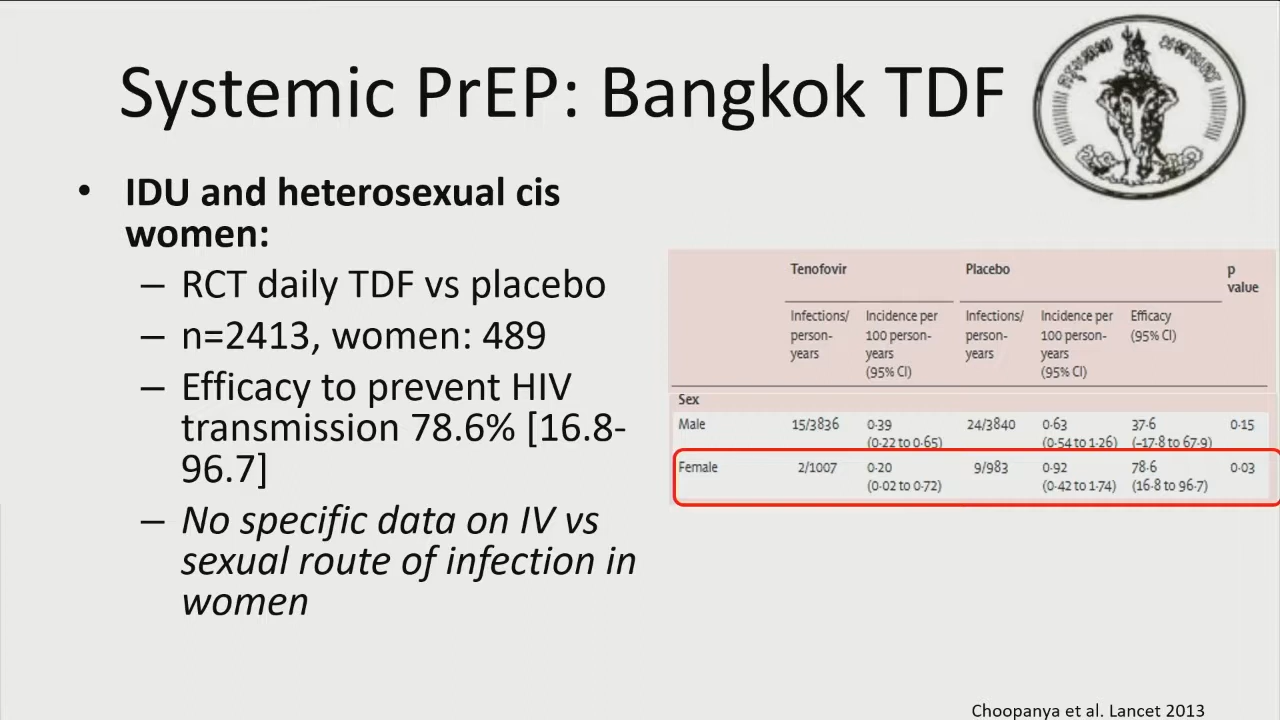 Systemic PrEP: Bangkok TDF
• IDU and heterosexual cis
women:
– RCT daily TDF vs placebo
– n=2413, women: 489
– Efficacy to prevent HIV
transmission 78.6% [16.8-
96.7]
– No specific data on IV vs
sexual route of infection in
women
Tenofovir Placebo p
value
Infections/ Incidence per Infections/ Incidence per Efficacy
person- 100 person- person- 100 person- (95% CI)
years years years years
(95% CI) (95% CI)
Sex
Male 15/3836 0·39 24/3840 0·63 37·6 0·15
(0·22 to 0·65) (0·54 to 1·26) (–17·8 to 67·9)
Female 2/1007 0·20 9/983 0·92 78·6 0·03
(0·02 to 0·72) (0·42 to 1·74) (16·8 to 96·7)
Choopanya et al. Lancet 2013